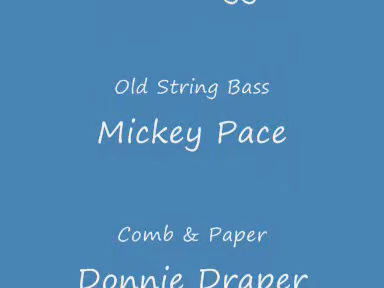 Old String Bass
Mickey Pace
Comb & Paper
Donnie Draper